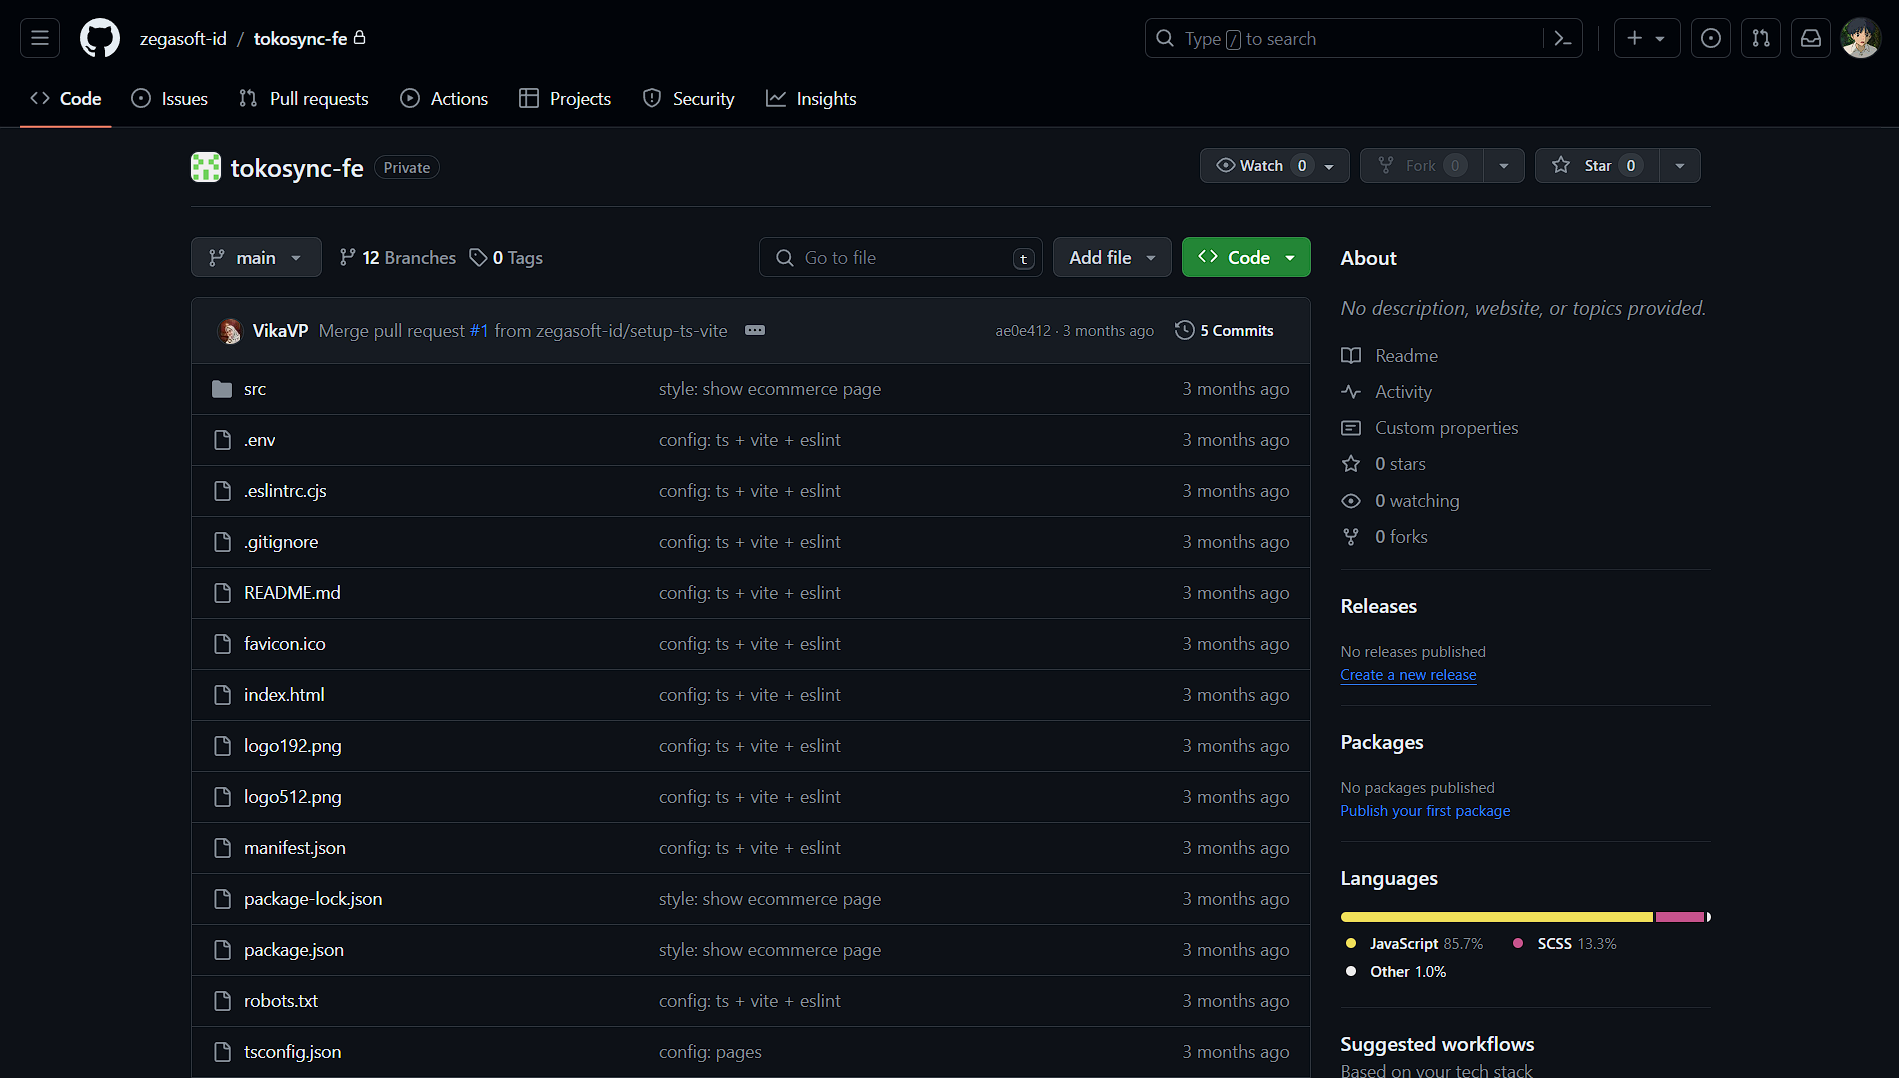 zegasoft-id / tokosync-fe
Type / to search
Code Issues Pull requests Actions Projects Security Insights
tokosync-fe Private
Watch 0 Fork 0 Star 0
main 12 Branches 0 Tags Go to file t Add file Code
VikaVP Merge pull request #1 from zegasoft-id/setup-ts-vite ae0e412 · 3 months ago 5 Commits
src style: show ecommerce page 3 months ago
.env config: ts + vite + eslint 3 months ago
.eslintrc.cjs config: ts + vite + eslint 3 months ago
.gitignore config: ts + vite + eslint 3 months ago
README.md config: ts + vite + eslint 3 months ago
favicon.ico config: ts + vite + eslint 3 months ago
index.html config: ts + vite + eslint 3 months ago
logo192.png config: ts + vite + eslint 3 months ago
logo512.png config: ts + vite + eslint 3 months ago
manifest.json config: ts + vite + eslint 3 months ago
package-lock.json style: show ecommerce page 3 months ago
package.json style: show ecommerce page 3 months ago
robots.txt config: ts + vite + eslint 3 months ago
tsconfig.json config: pages 3 months ago
About
No description, website, or topics provided.
Readme
Activity
Custom properties
0 stars
0 watching
0 forks
Releases
No releases published
Create a new release
Packages
No packages published
Publish your first package
Languages
JavaScript 85.7% SCSS 13.3%
Other 1.0%
Suggested workflows
Based on your tech stack